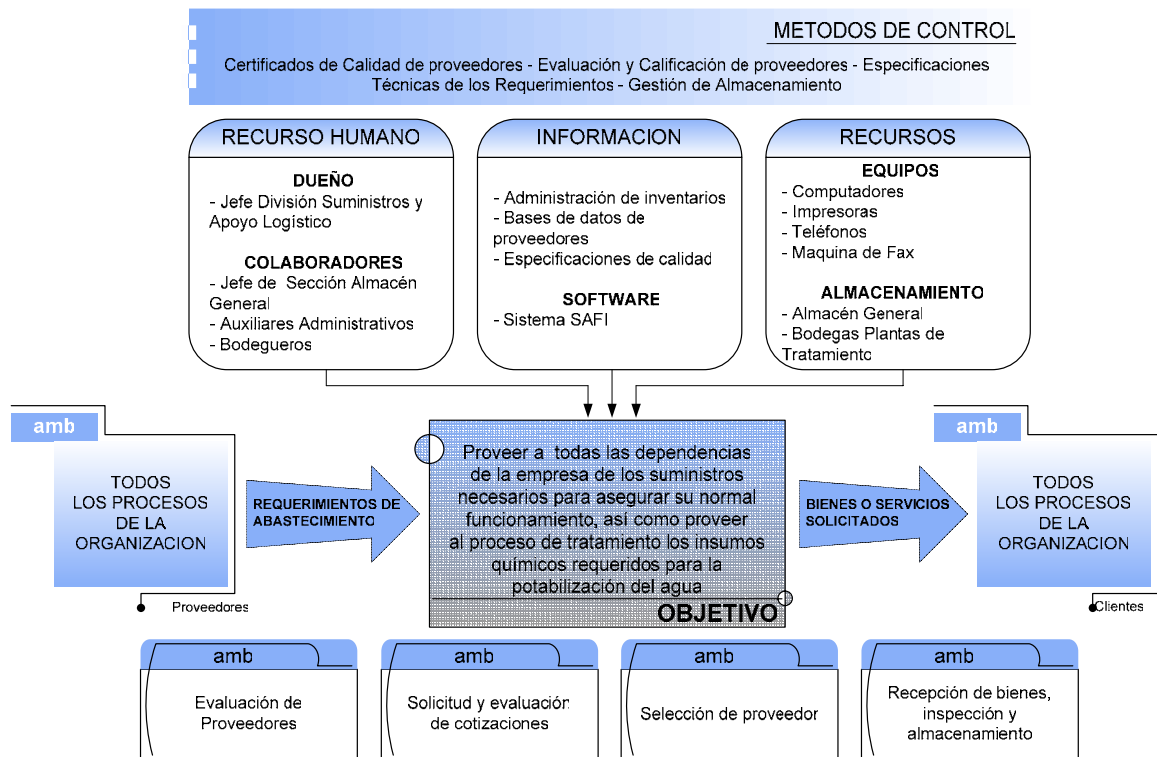 METODOS DE CONTROL
Certificados de Calidad de proveedores - Evaluación y Calificación de proveedores - Especificaciones
Técnicas de los Requerimientos - Gestión de Almacenamiento
RECURSO HUMANO
DUEÑO
- Jefe División Suministros y
Apoyo Logístico
COLABORADORES
- Jefe de Sección Almacén
General
- Auxiliares Administrativos
- Bodegueros
INFORMACION
- Administración de inventarios
- Bases de datos de
proveedores
- Especificaciones de calidad
SOFTWARE
- Sistema SAFI
RECURSOS
EQUIPOS
- Computadores
- Impresoras
- Teléfonos
- Maquina de Fax
ALMACENAMIENTO
- Almacén General
- Bodegas Plantas de
Tratamiento
amb
TODOS
LOS PROCESOS
DE LA
ORGANIZACION
Proveedores
REQUERIMIENTOS DE
ABASTECIMIENTO
Proveer a todas las dependencias
de la empresa de los suministros
necesarios para asegurar su normal
funcionamiento, así como proveer
al proceso de tratamiento los insumos
químicos requeridos para la
potabilización del agua
OBJETIVO
BIENES O SERVICIOS
SOLICITADOS
amb
TODOS
LOS PROCESOS
DE LA
ORGANIZACION
Clientes
amb
Evaluación de
Proveedores
amb
Solicitud y evaluación
de cotizaciones
amb
Selección de proveedor
amb
Recepción de bienes,
inspección y
almacenamiento